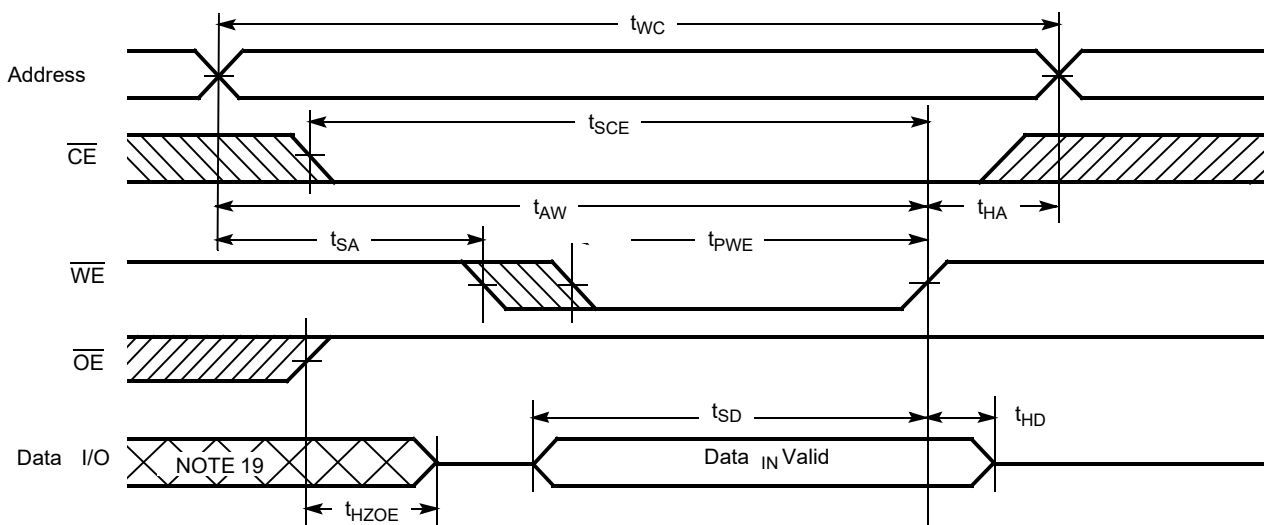 tWC
Address
tSCE
CE
tAW
tHA
tSA
tPWE
WE
OE
tSD
tHD
Data I/O
NOTE 19
Data IN Valid
tHZOE